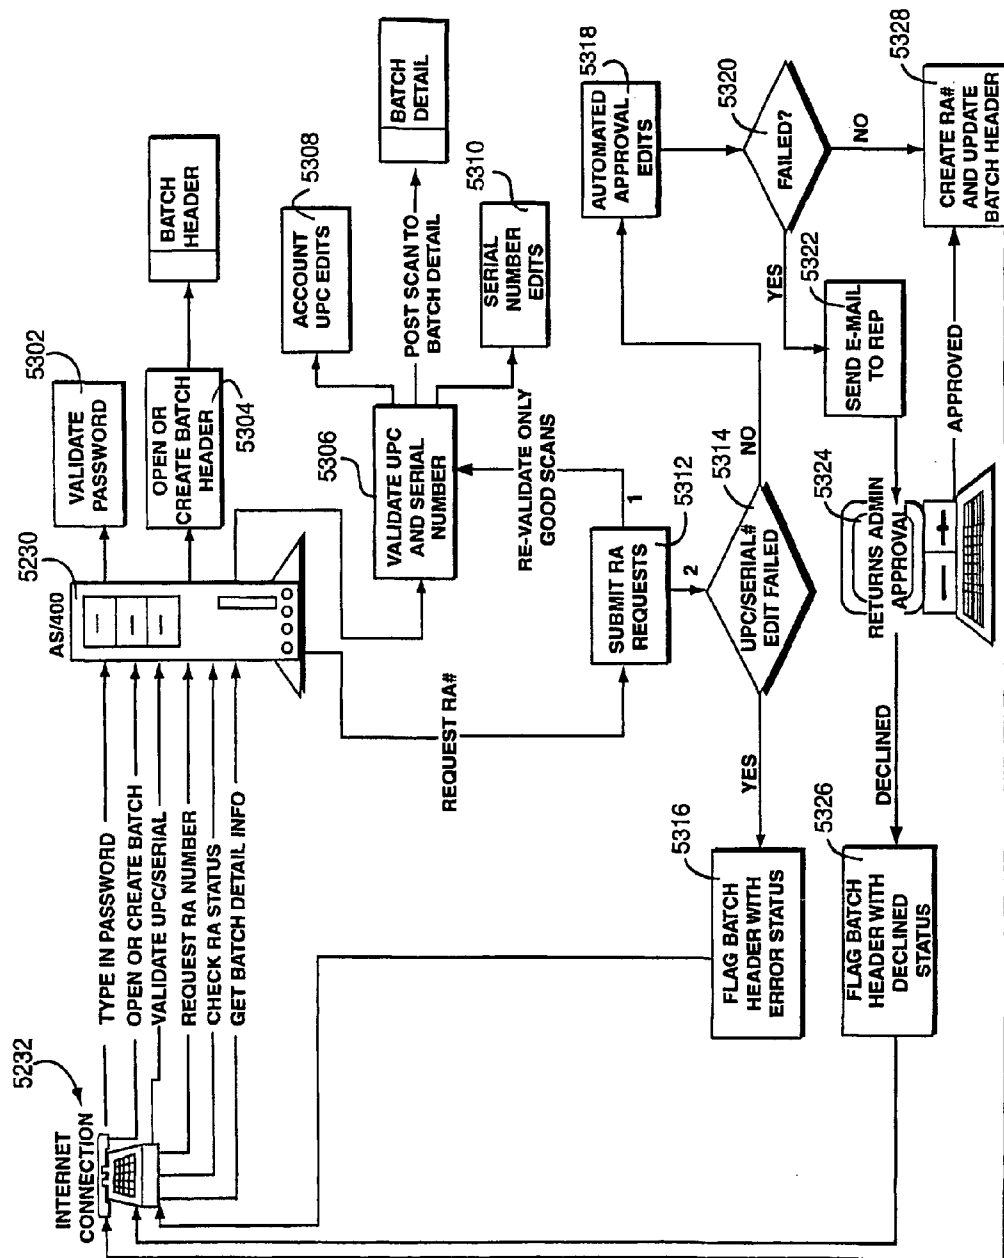 INTERNET
CONNECTION
5232
TYPE IN PASSWORD
OPEN OR CREATE BATCH
VALIDATE UPC/SERIAL
REQUEST RA NUMBER
CHECK RA STATUS
GET BATCH DETAIL INFO
AS/400
5230
VALIDATE
PASSWORD
5302
OPEN OR
CREATE BATCH
HEADER
5304
BATCH
HEADER
VALIDATE UPC
AND SERIAL
NUMBER
5306
ACCOUNT
UPC EDITS
5308
POST SCAN TO
BATCH DETAIL
BATCH
DETAIL
SERIAL
NUMBER
EDITS
5310
RE-VALIDATE ONLY
GOOD SCANS
REQUEST RA#
SUBMIT RA
REQUESTS
5312
1
2
UPC/SERIAL#
EDIT FAILED
5314
YES
NO
FLAG BATCH
HEADER WITH
ERROR STATUS
5316
AUTOMATED
APPROVAL
EDITS
5318
FAILED?
5320
YES
NO
SEND E-MAIL
TO REP
5322
RETURNS ADMIN
APPROVAL
5324
DECLINED
APPROVED
FLAG BATCH
HEADER WITH
DECLINED
STATUS
5326
CREATE RA#
AND UPDATE
BATCH HEADER
5328